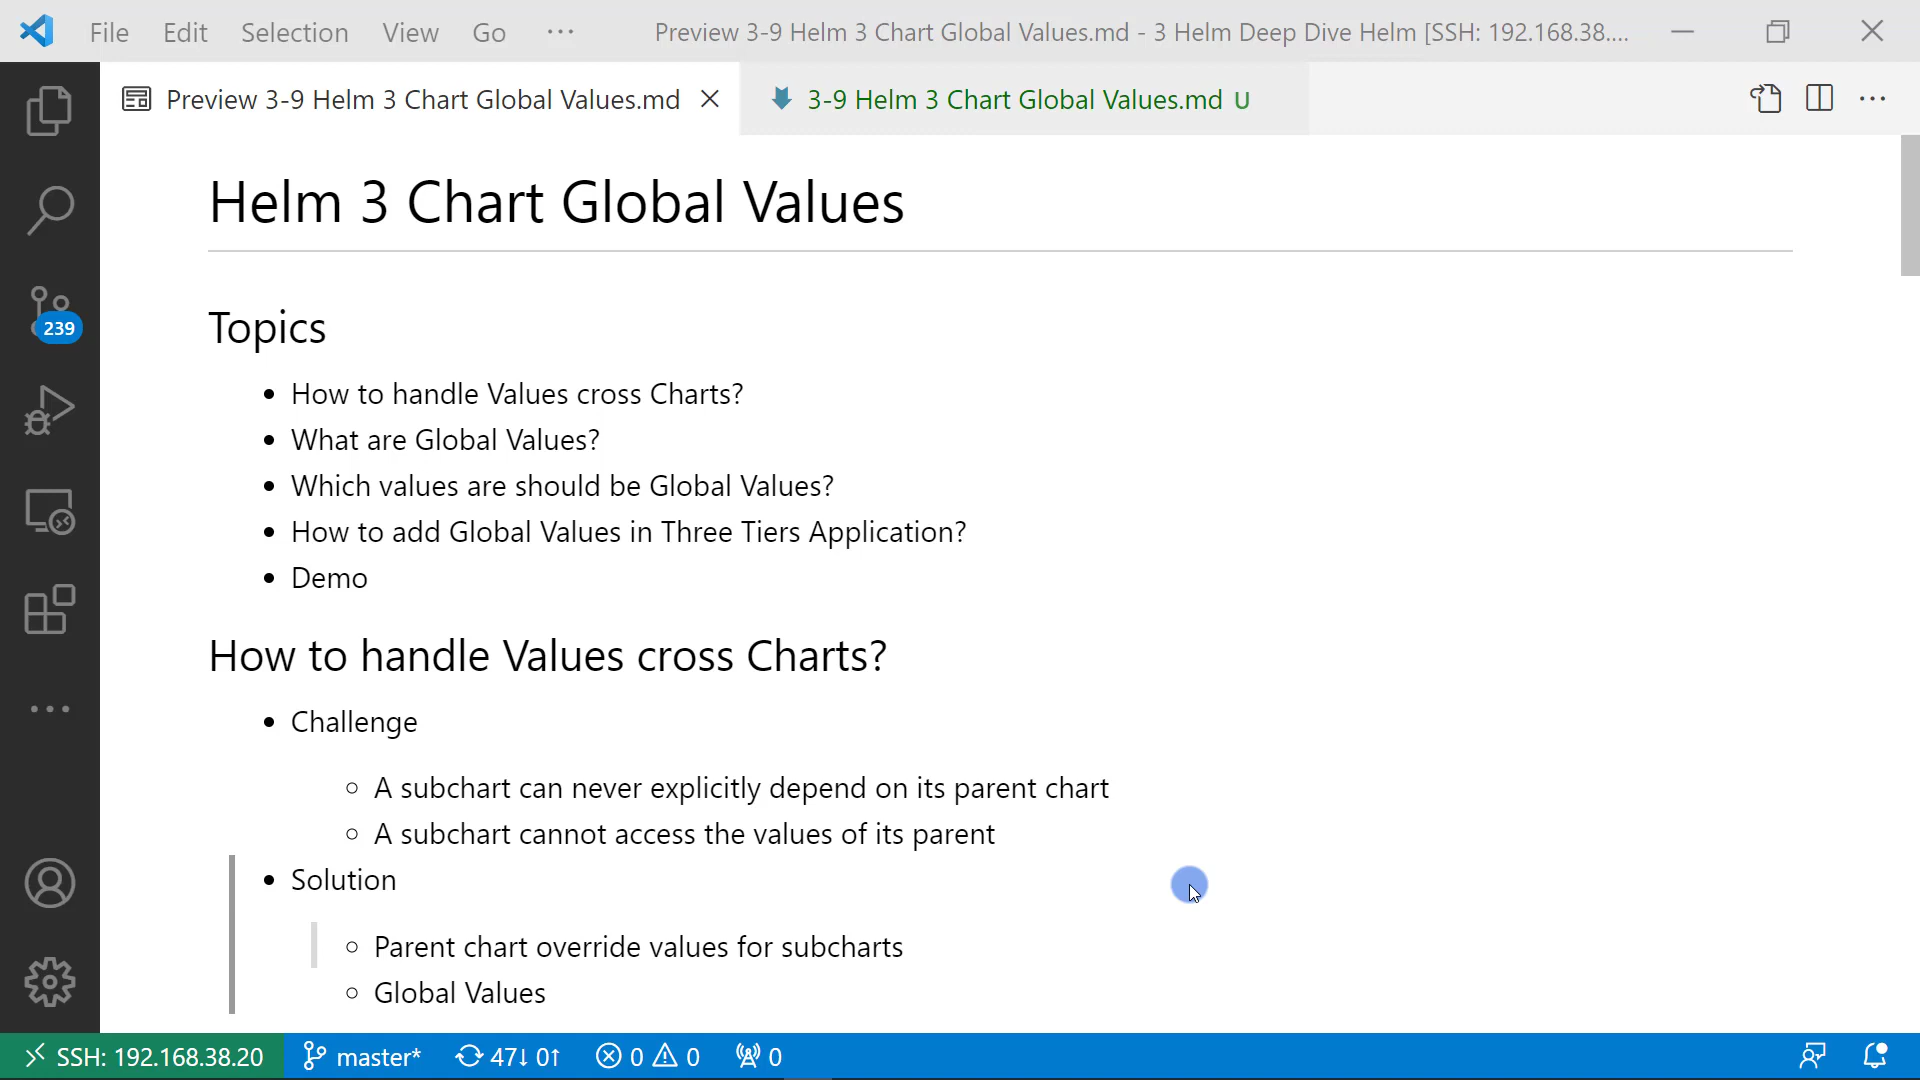 File Edit Selection View Go ··· Preview 3-9 Helm 3 Chart Global Values.md - 3 Helm Deep Dive Helm [SSH: 192.168.38....
Preview 3-9 Helm 3 Chart Global Values.md 3-9 Helm 3 Chart Global Values.md U
Helm 3 Chart Global Values
Topics
239
• How to handle Values cross Charts?
• What are Global Values?
• Which values are should be Global Values?
• How to add Global Values in Three Tiers Application?
• Demo
How to handle Values cross Charts?
• Challenge
◦ A subchart can never explicitly depend on its parent chart
◦ A subchart cannot access the values of its parent
• Solution
◦ Parent chart override values for subcharts
◦ Global Values
SSH: 192.168.38.20 master* 47↓ 0↑ 0 0 0